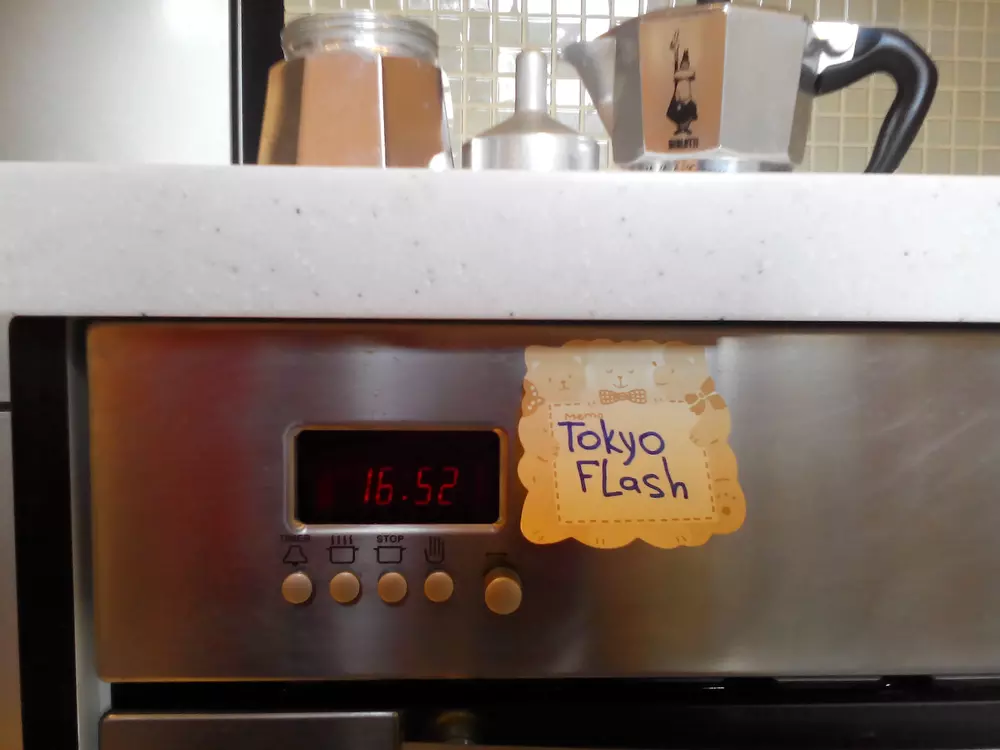 BIALETTI
16.52
TIMER
STOP
memo
Tokyo
FLash